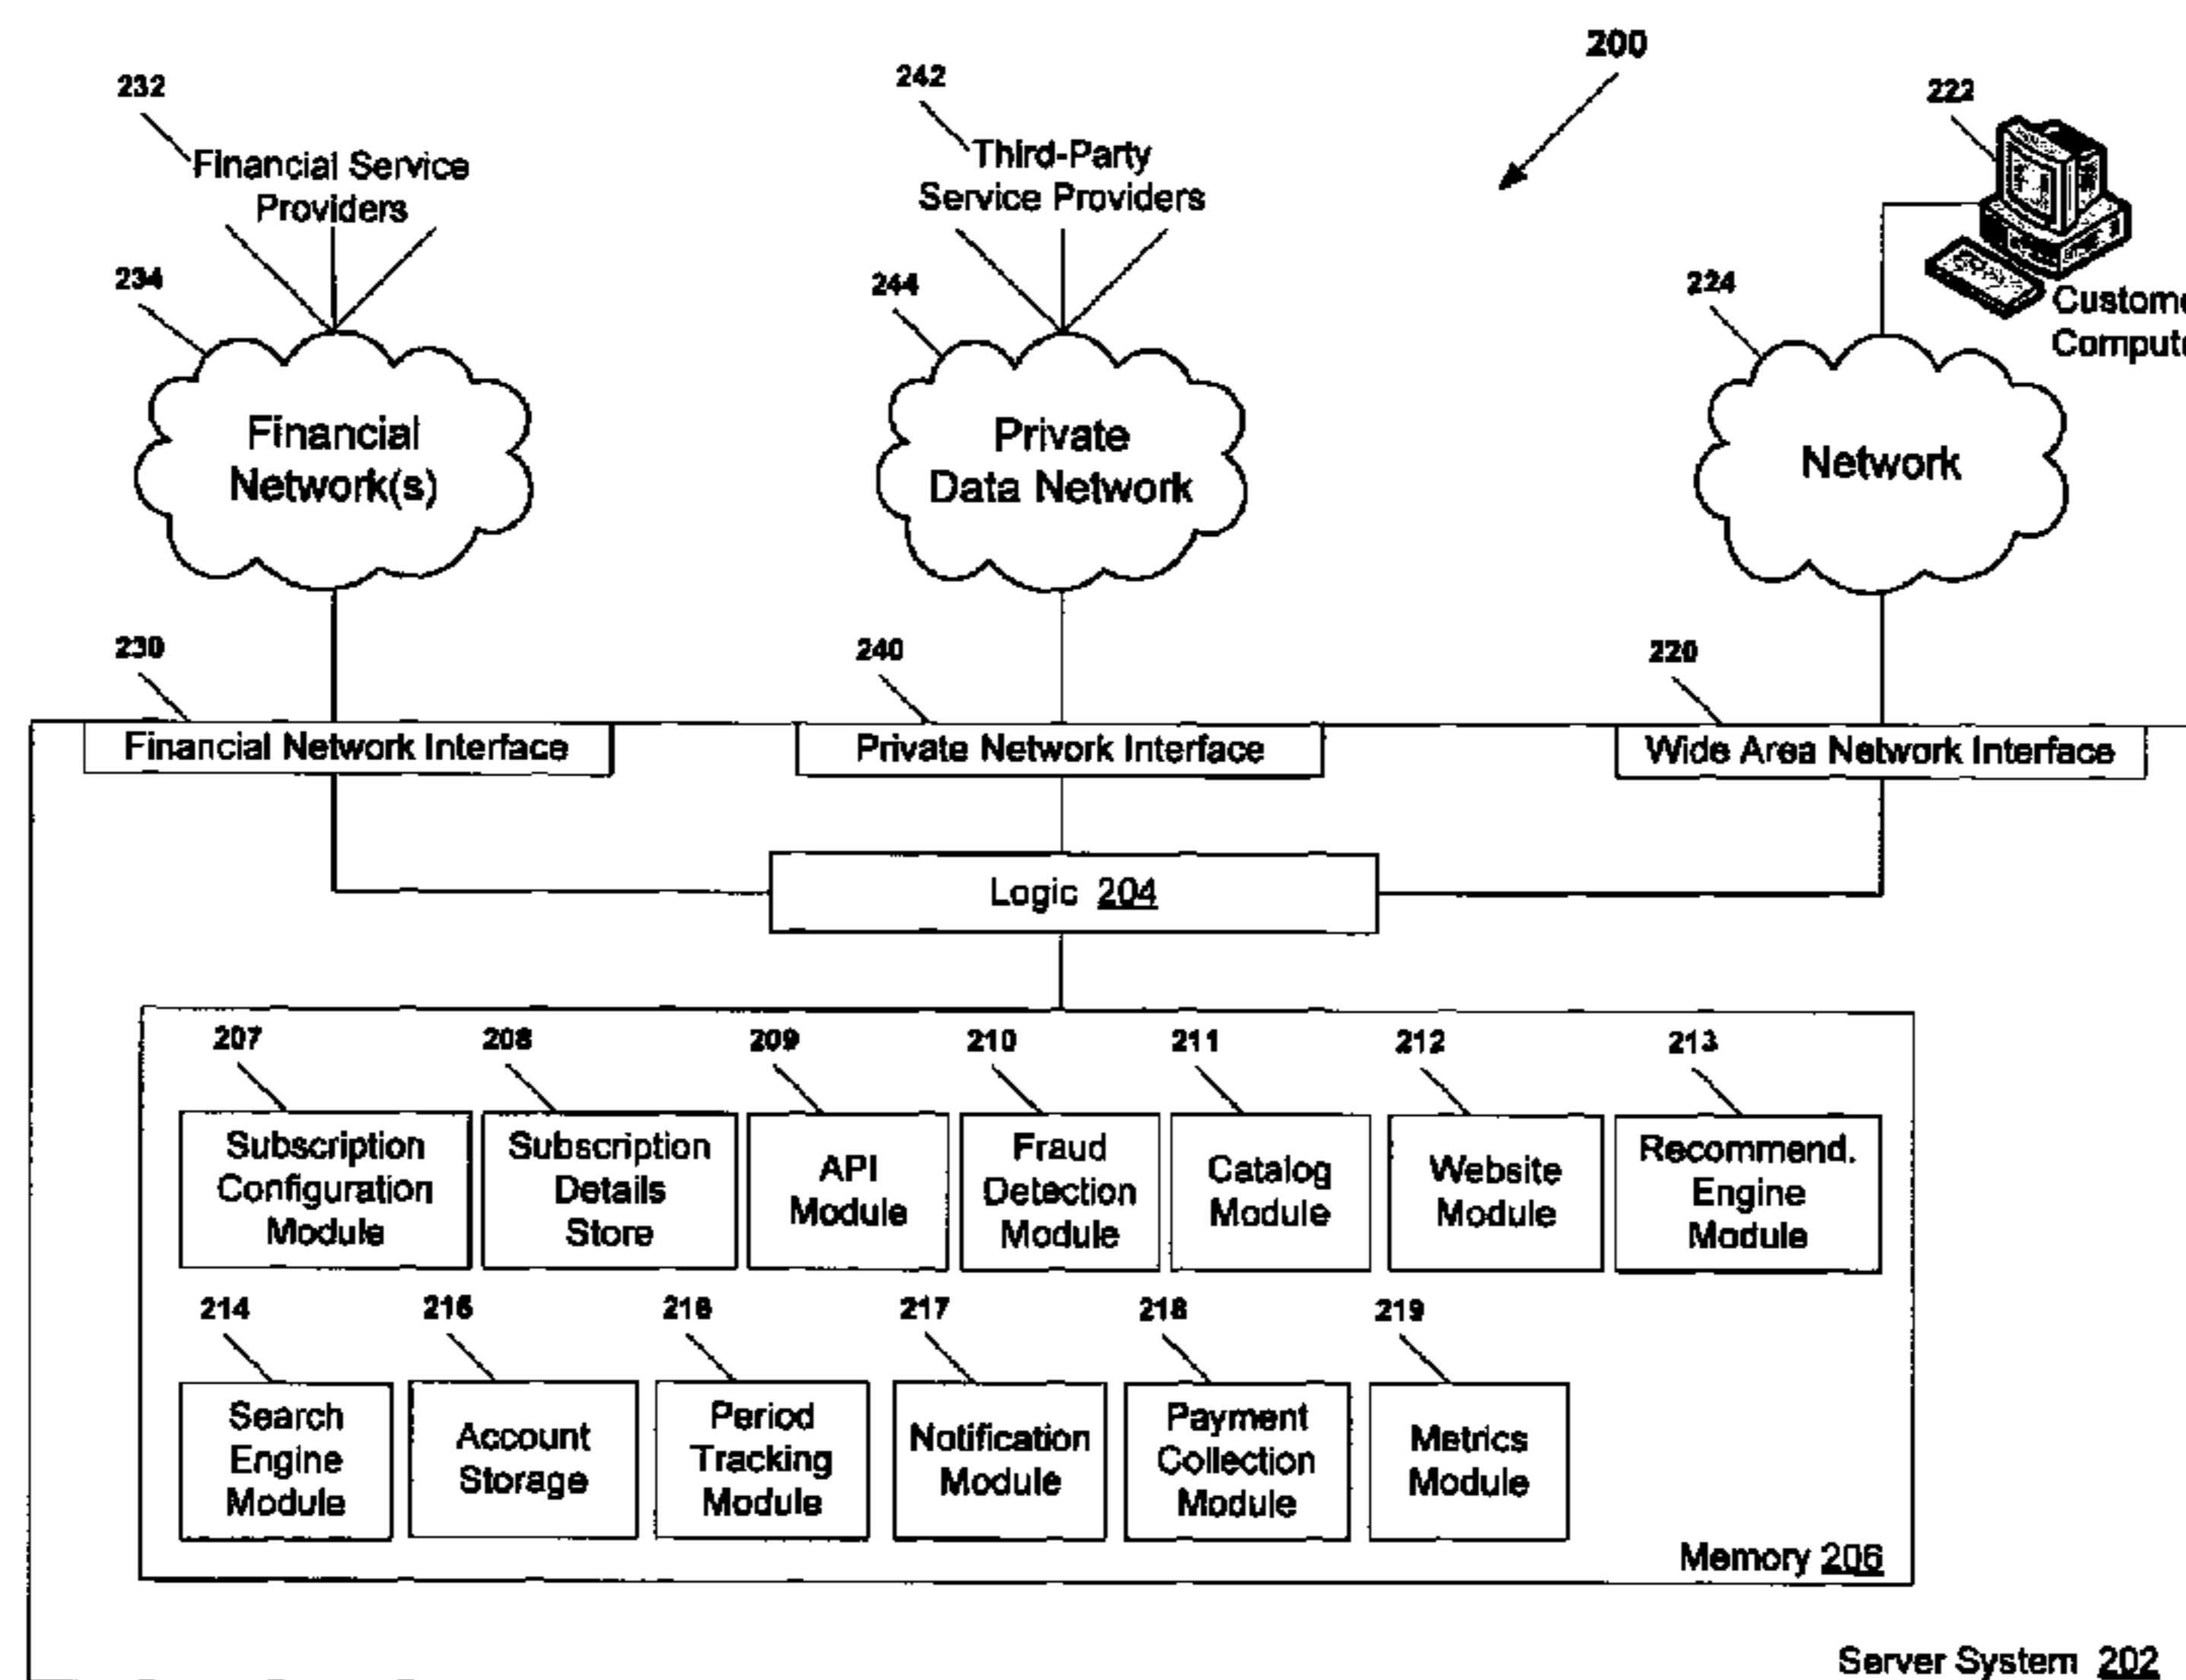 200
232
242
222
Financial Service
Providers
Third-Party
Service Providers
234
244
224
Custome
Compute
Financial
Network(s)
Private
Data Network
Network
230
240
220
Financial Network Interface
Private Network Interface
Wide Area Network Interface
Logic 204
207
208
209
210
211
212
213
Subscription
Configuration
Module
Subscription
Details
Store
API
Module
Fraud
Detection
Module
Catalog
Module
Website
Module
Recommend.
Engine
Module
214
215
216
217
218
219
Search
Engine
Module
Account
Storage
Period
Tracking
Module
Notification
Module
Payment
Collection
Module
Metrics
Module
Memory 206
Server System 202